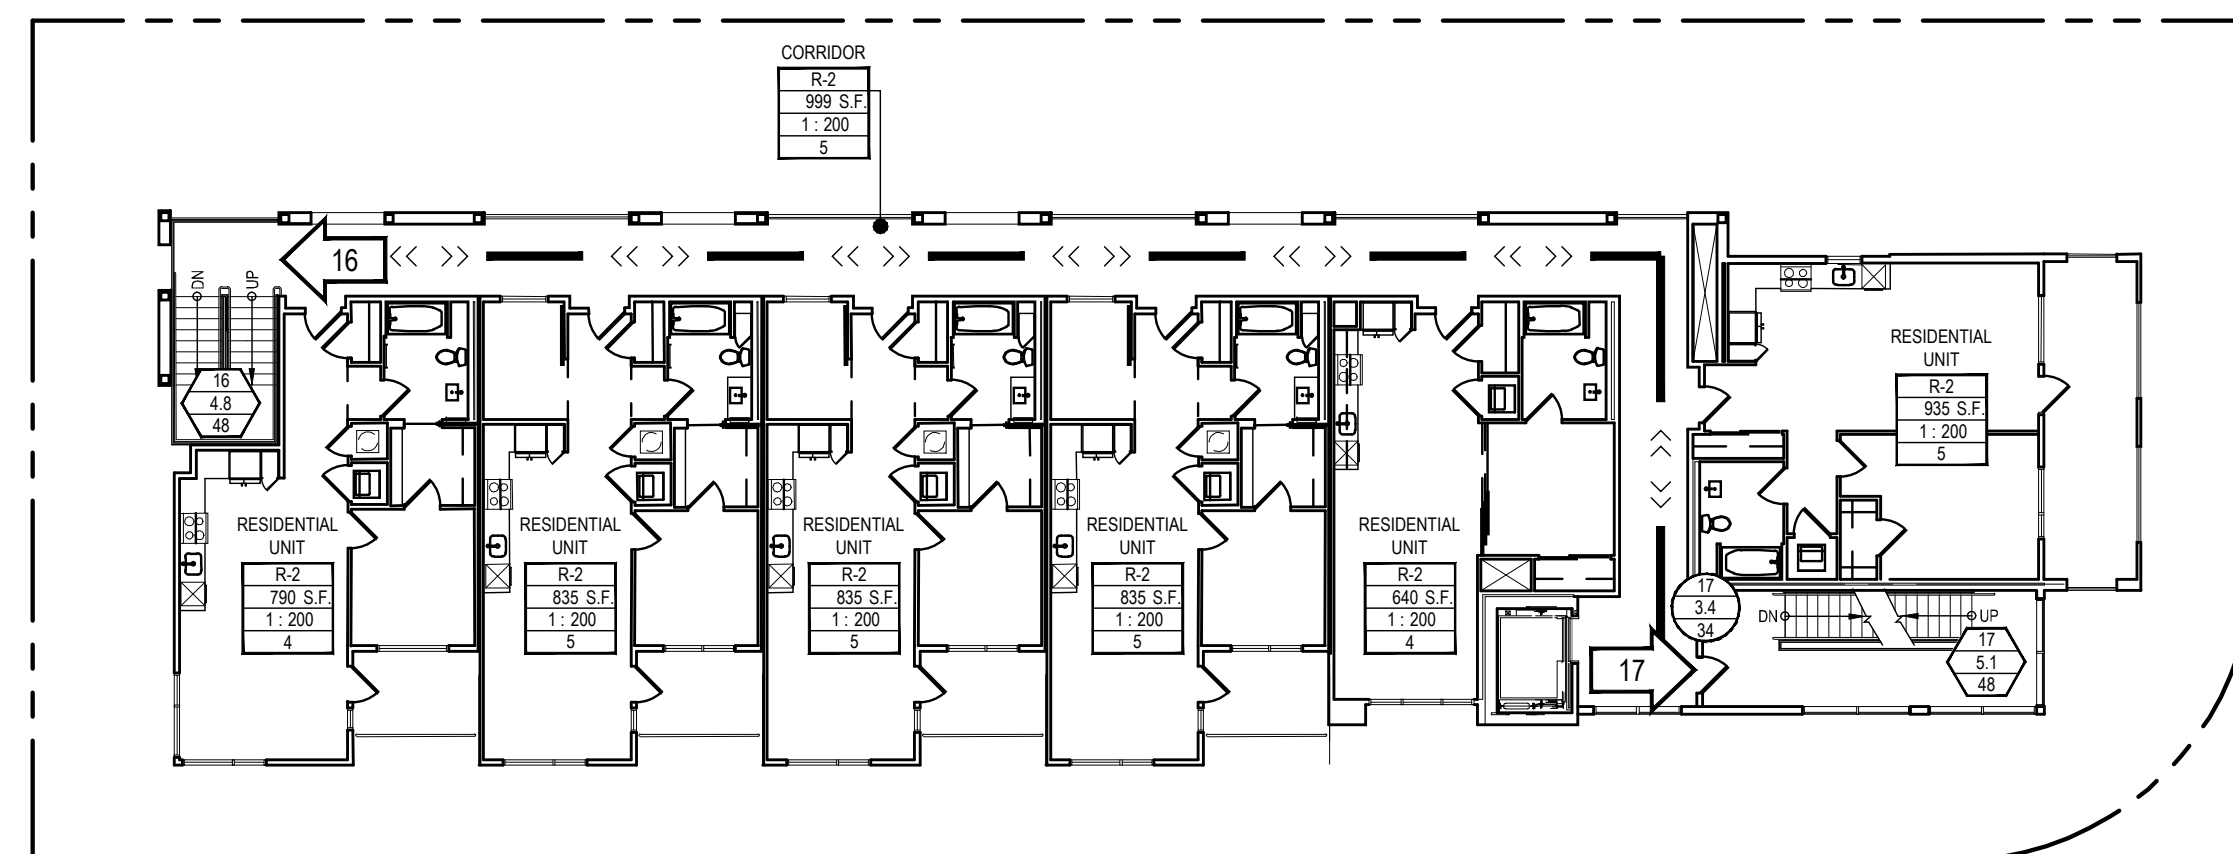 CORRIDOR
R-2
999 S.F.
1 : 200
5
16
DN
UP
16
4.8
48
RESIDENTIAL
UNIT
R-2
790 S.F.
1 : 200
4
RESIDENTIAL
UNIT
R-2
835 S.F.
1 : 200
5
RESIDENTIAL
UNIT
R-2
835 S.F.
1 : 200
5
RESIDENTIAL
UNIT
R-2
835 S.F.
1 : 200
5
RESIDENTIAL
UNIT
R-2
640 S.F.
1 : 200
4
RESIDENTIAL
UNIT
R-2
935 S.F.
1 : 200
5
17
3.4
34
DN
UP
17
17
5.1
48